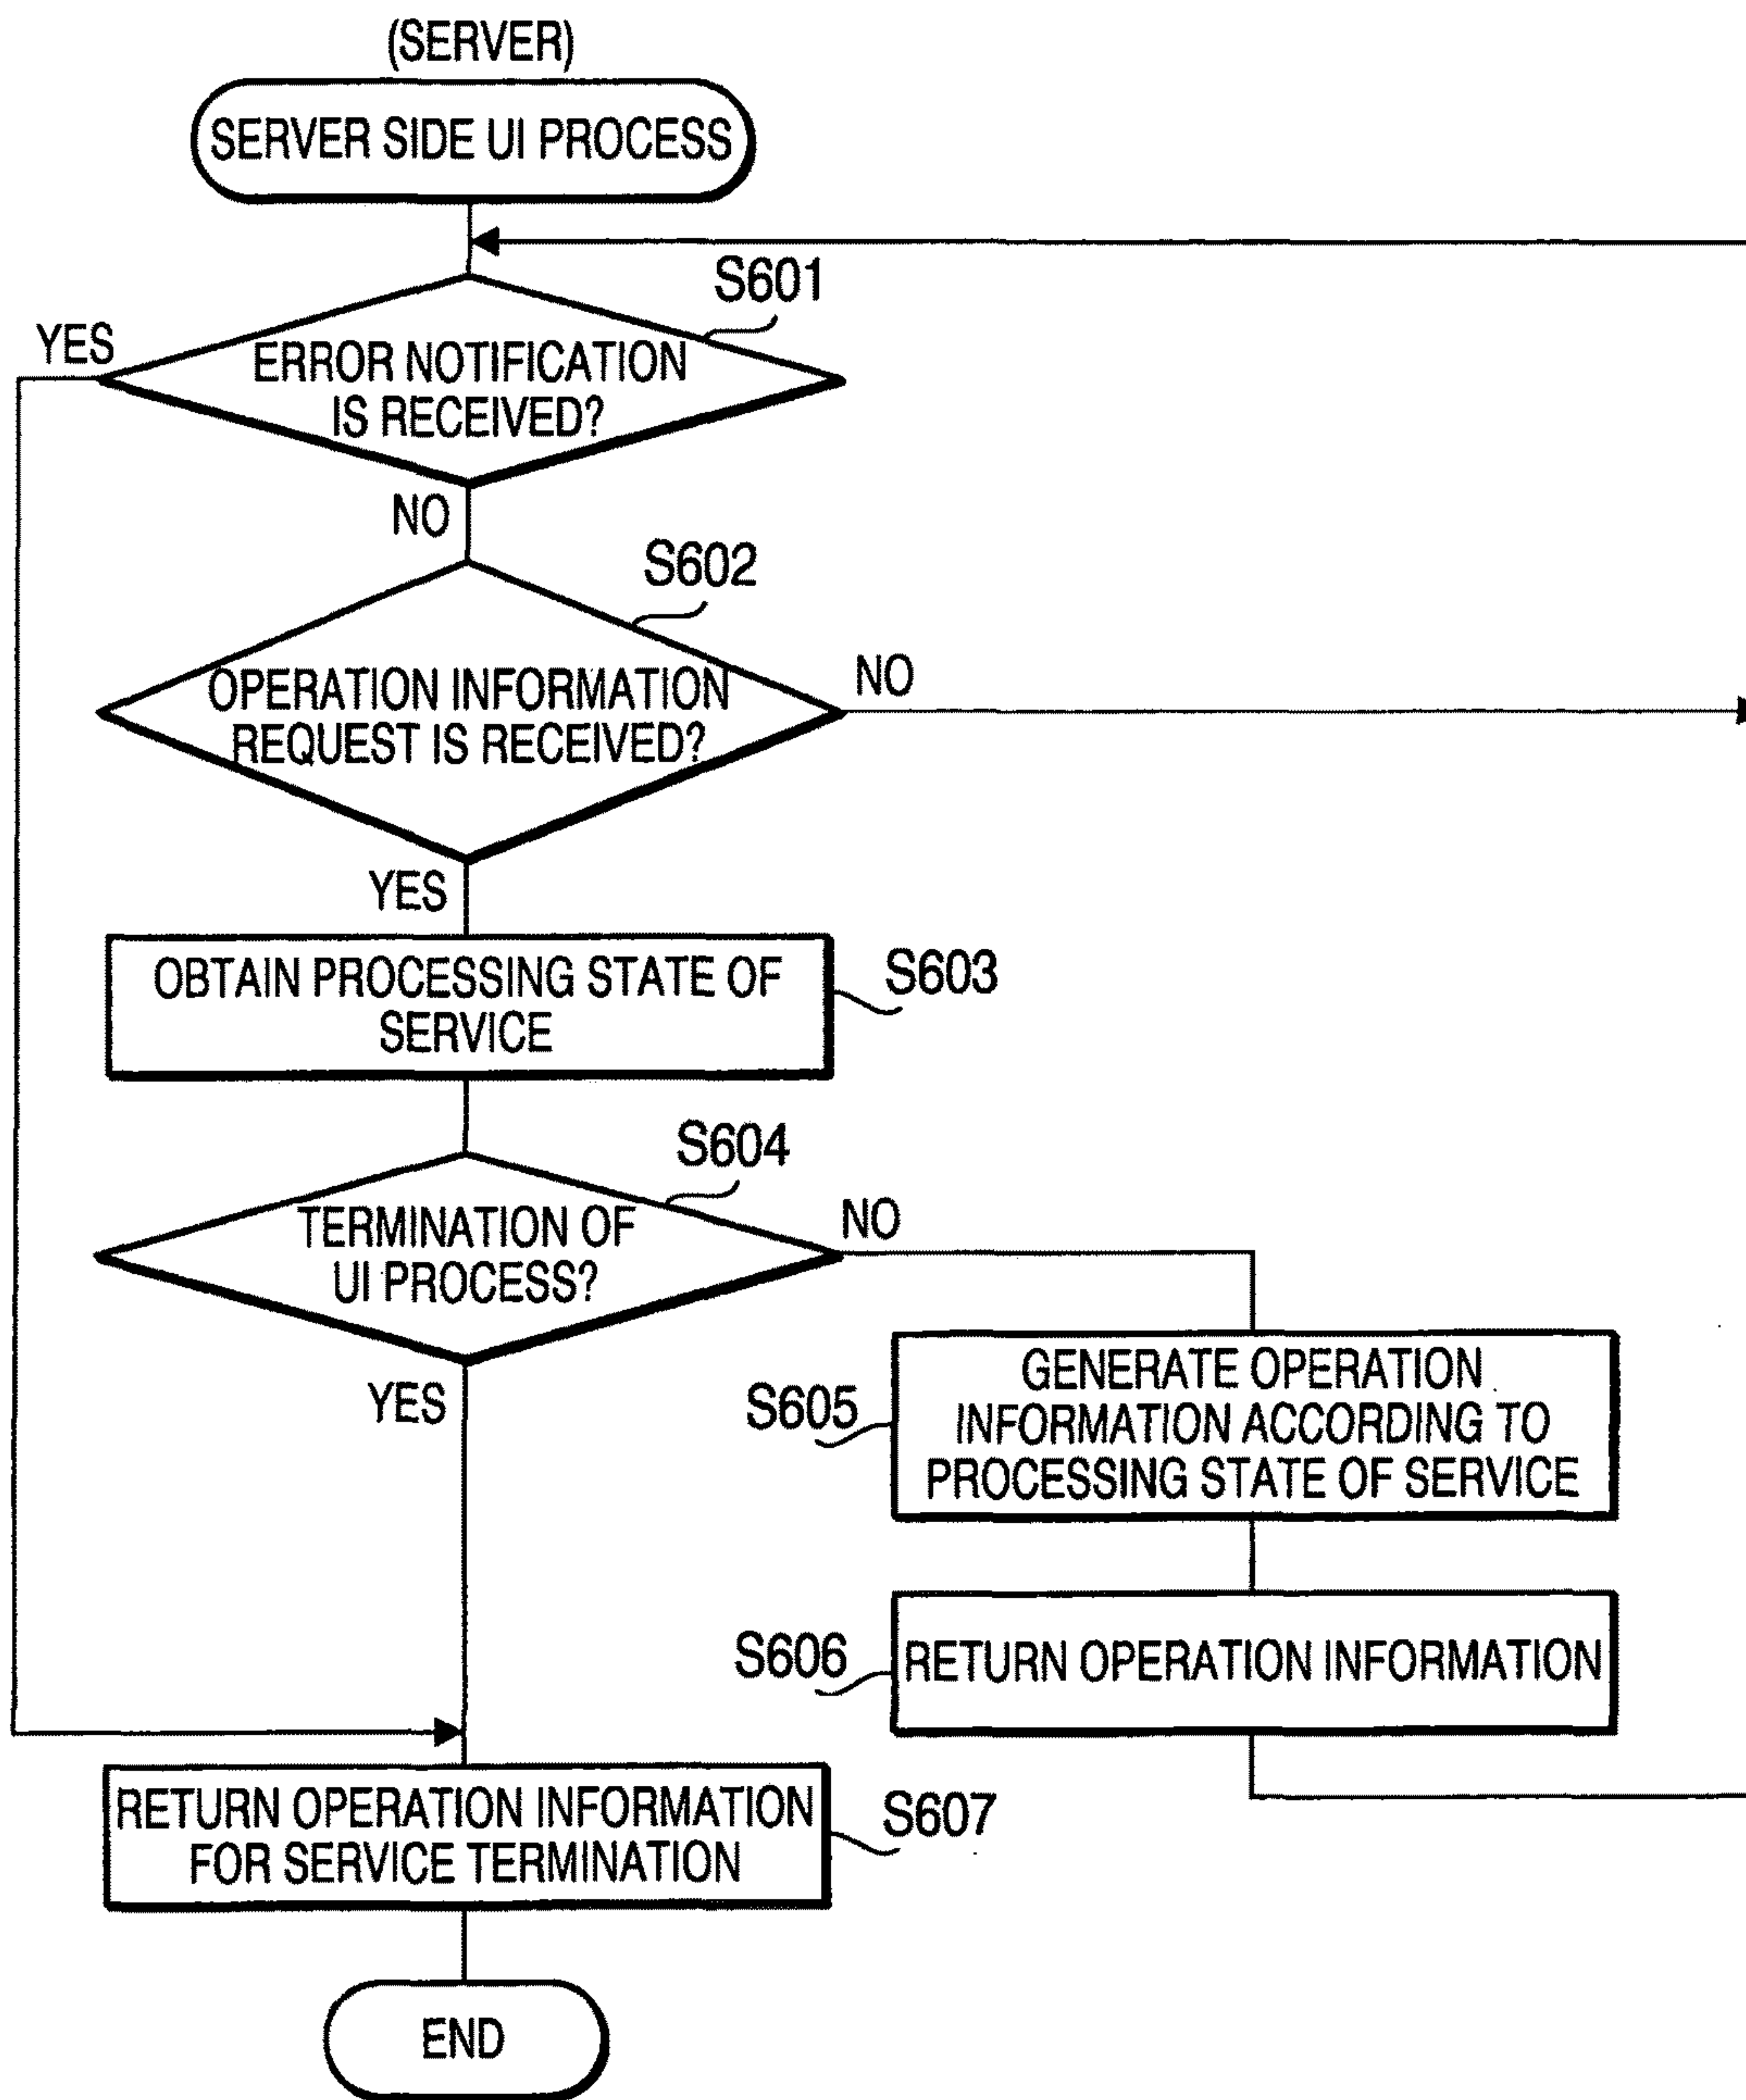 (SERVER)
SERVER SIDE UI PROCESS
S601
YES
ERROR NOTIFICATION
IS RECEIVED?
NO
S602
OPERATION INFORMATION
REQUEST IS RECEIVED?
NO
YES
OBTAIN PROCESSING STATE OF
SERVICE
S603
S604
TERMINATION OF
UI PROCESS?
NO
YES
S605
GENERATE OPERATION
INFORMATION ACCORDING TO
PROCESSING STATE OF SERVICE
S606
RETURN OPERATION INFORMATION
RETURN OPERATION INFORMATION
FOR SERVICE TERMINATION
S607
END